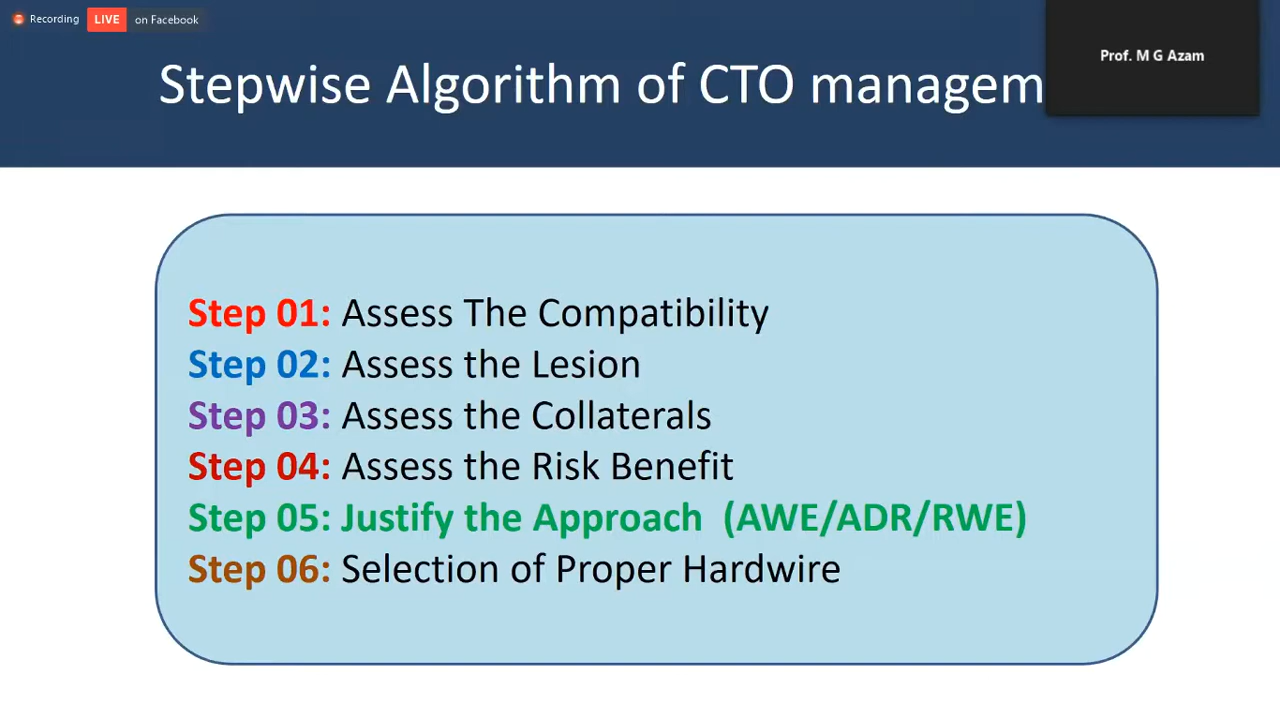 Recording LIVE on Facebook
Prof. M G Azam
Stepwise Algorithm of CTO managem
Step 01: Assess The Compatibility
Step 02: Assess the Lesion
Step 03: Assess the Collaterals
Step 04: Assess the Risk Benefit
Step 05: Justify the Approach (AWE/ADR/RWE)
Step 06: Selection of Proper Hardwire